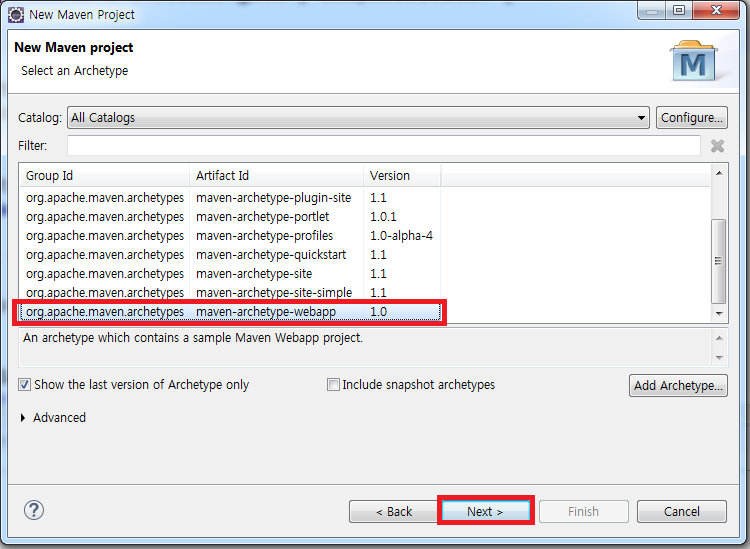 New Maven Project
New Maven project
Select an Archetype
M
Catalog: All Catalogs Configure...
Filter:
Group Id Artifact Id Version
org.apache.maven.archetypes maven-archetype-plugin-site 1.1
org.apache.maven.archetypes maven-archetype-portlet 1.0.1
org.apache.maven.archetypes maven-archetype-profiles 1.0-alpha-4
org.apache.maven.archetypes maven-archetype-quickstart 1.1
org.apache.maven.archetypes maven-archetype-site 1.1
org.apache.maven.archetypes maven-archetype-site-simple 1.1
org.apache.maven.archetypes maven-archetype-webapp 1.0
An archetype which contains a sample Maven Webapp project.
Show the last version of Archetype only Include snapshot archetypes Add Archetype...
Advanced
? < Back Next > Finish Cancel